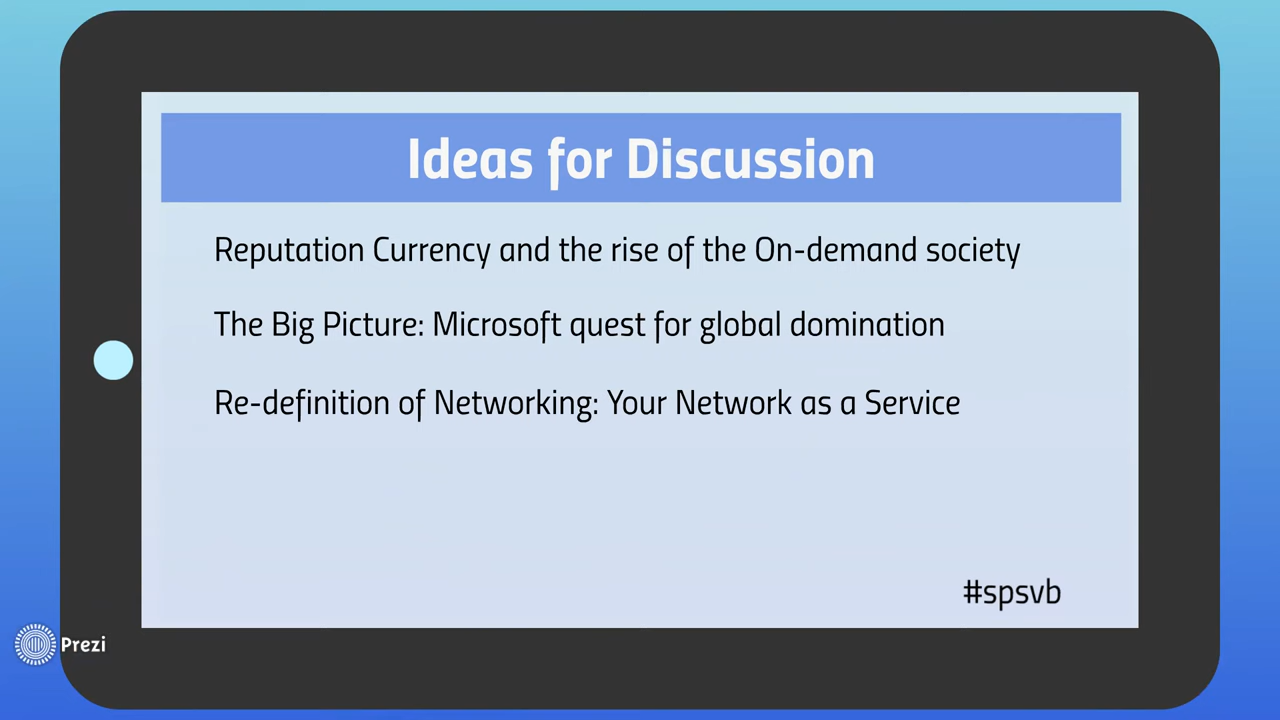 Ideas for Discussion
Reputation Currency and the rise of the On-demand society
The Big Picture: Microsoft quest for global domination
Re-definition of Networking: Your Network as a Service
#spsvb
Prezi